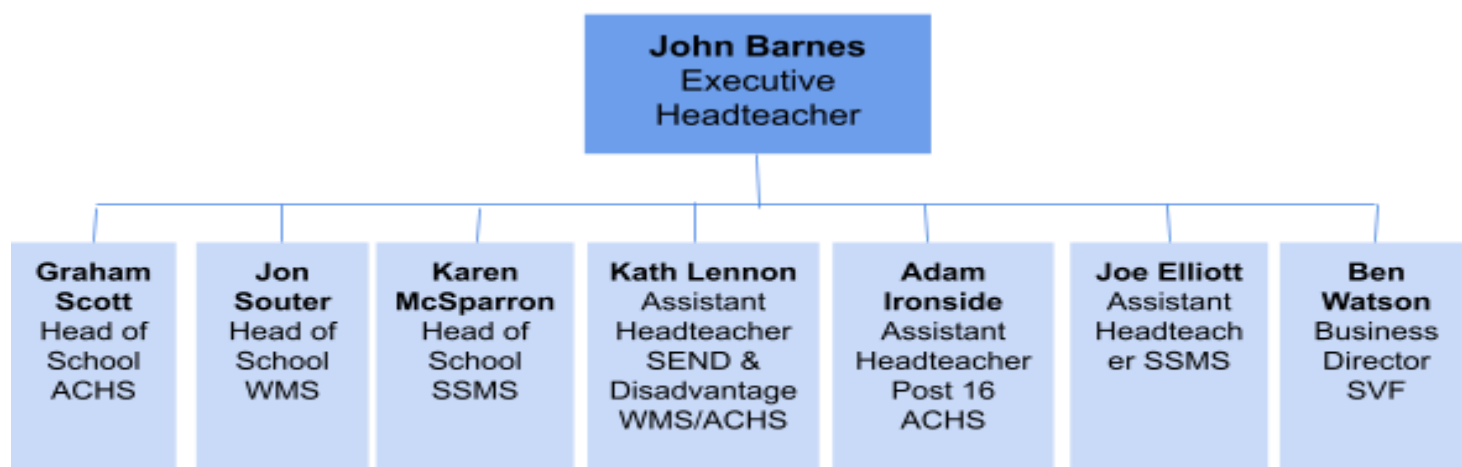 John Barnes
Executive
Headteacher
Graham
Scott
Head of
School
ACHS
Jon
Souter
Head of
School
WMS
Karen
McSparron
Head of
School
SSMS
Kath Lennon
Assistant
Headteacher
SEND &
Disadvantage
WMS/ACHS
Adam
Ironside
Assistant
Headteacher
Post 16
ACHS
Joe Elliott
Assistant
Headteach
er SSMS
Ben
Watson
Business
Director
SVF